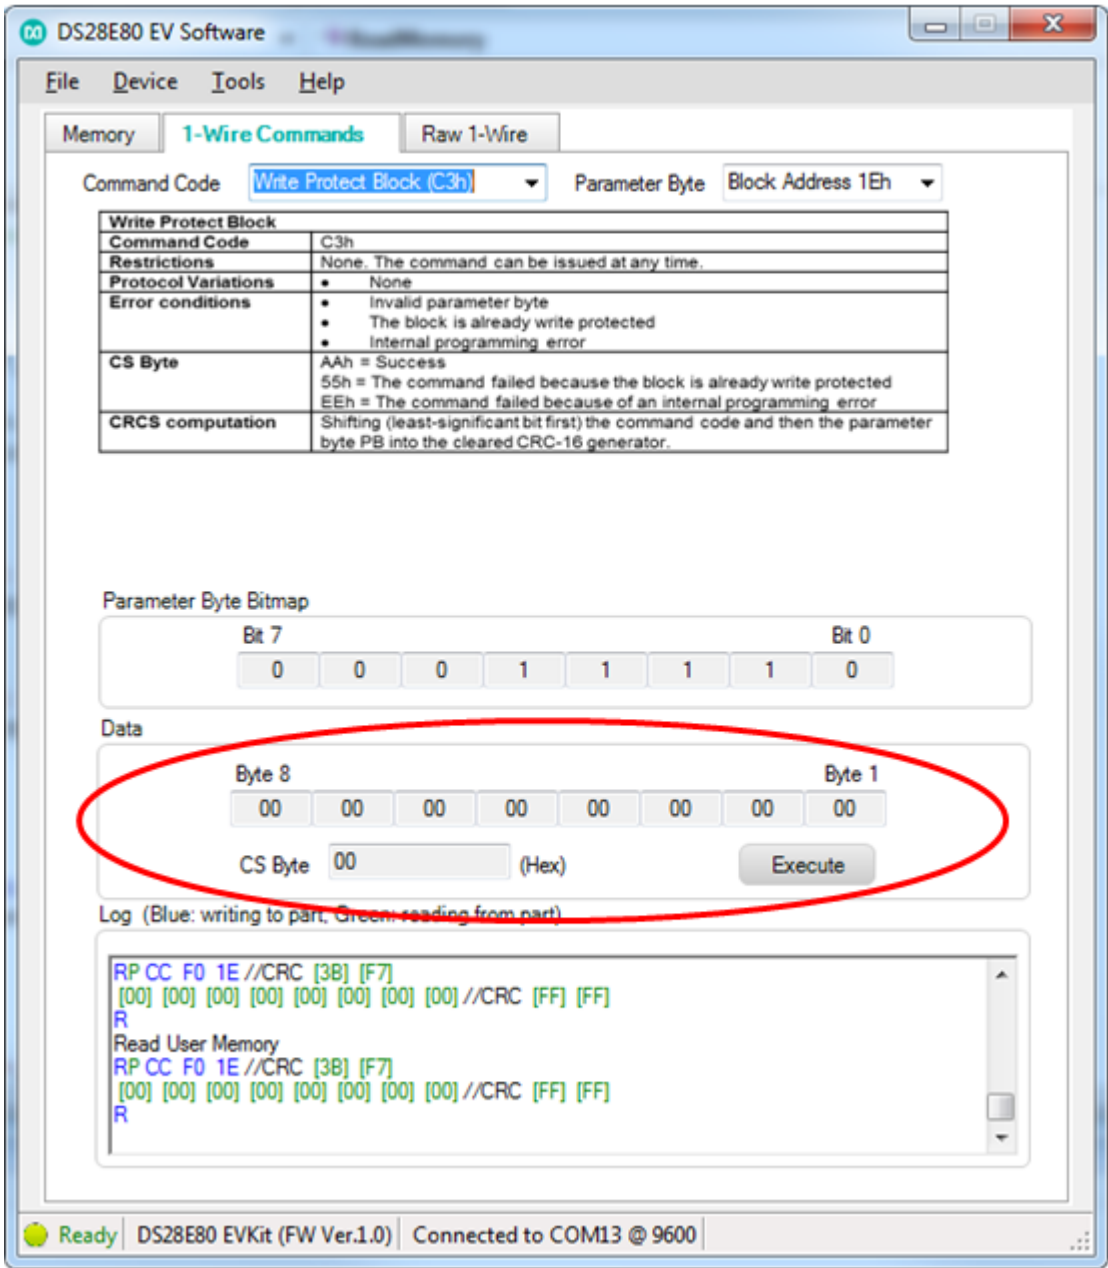 DS28E80 EV Software
File Device Tools Help
Memory 1-Wire Commands Raw 1-Wire
Command Code Write Protect Block (C3h) Parameter Byte Block Address 1Eh
Write Protect Block
Command Code C3h
Restrictions None. The command can be issued at any time.
Protocol Variations • None
Error conditions • Invalid parameter byte
• The block is already write protected
• Internal programming error
CS Byte AAh = Success
55h = The command failed because the block is already write protected
EEh = The command failed because of an internal programming error
CRCS computation Shifting (least-significant bit first) the command code and then the parameter
byte PB into the cleared CRC-16 generator.
Parameter Byte Bitmap
Bit 7 Bit 0
0 0 0 1 1 1 1 0
Data
Byte 8 Byte 1
00 00 00 00 00 00 00 00
CS Byte 00 (Hex) Execute
Log (Blue: writing to part, Green: reading from part)
RP CC F0 1E //CRC [3B] [F7]
[00] [00] [00] [00] [00] [00] [00] [00] //CRC [FF] [FF]
R
Read User Memory
RP CC F0 1E //CRC [3B] [F7]
[00] [00] [00] [00] [00] [00] [00] [00] //CRC [FF] [FF]
R
Ready DS28E80 EVKit (FW Ver.1.0) Connected to COM13 @ 9600